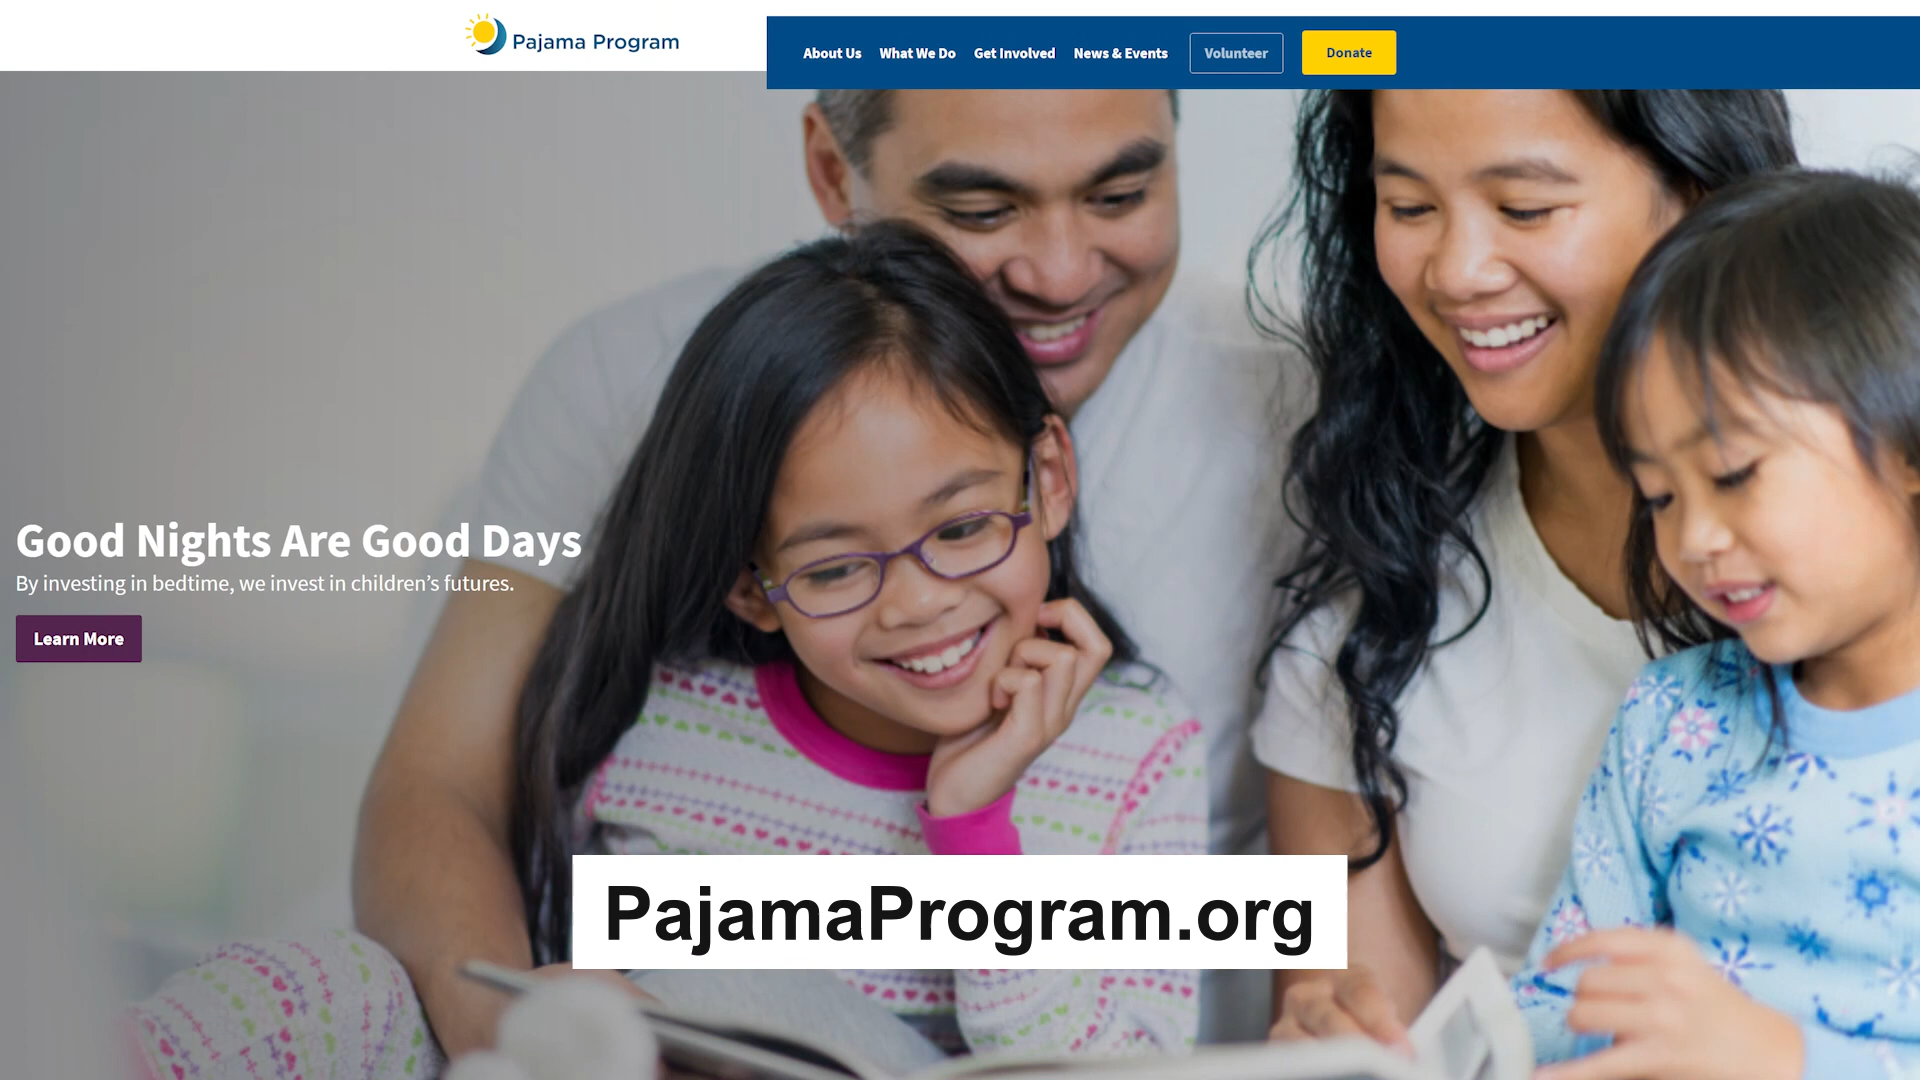 Pajama Program
About Us What We Do Get Involved News & Events Volunteer Donate
Good Nights Are Good Days
By investing in bedtime, we invest in children’s futures.
Learn More
PajamaProgram.org